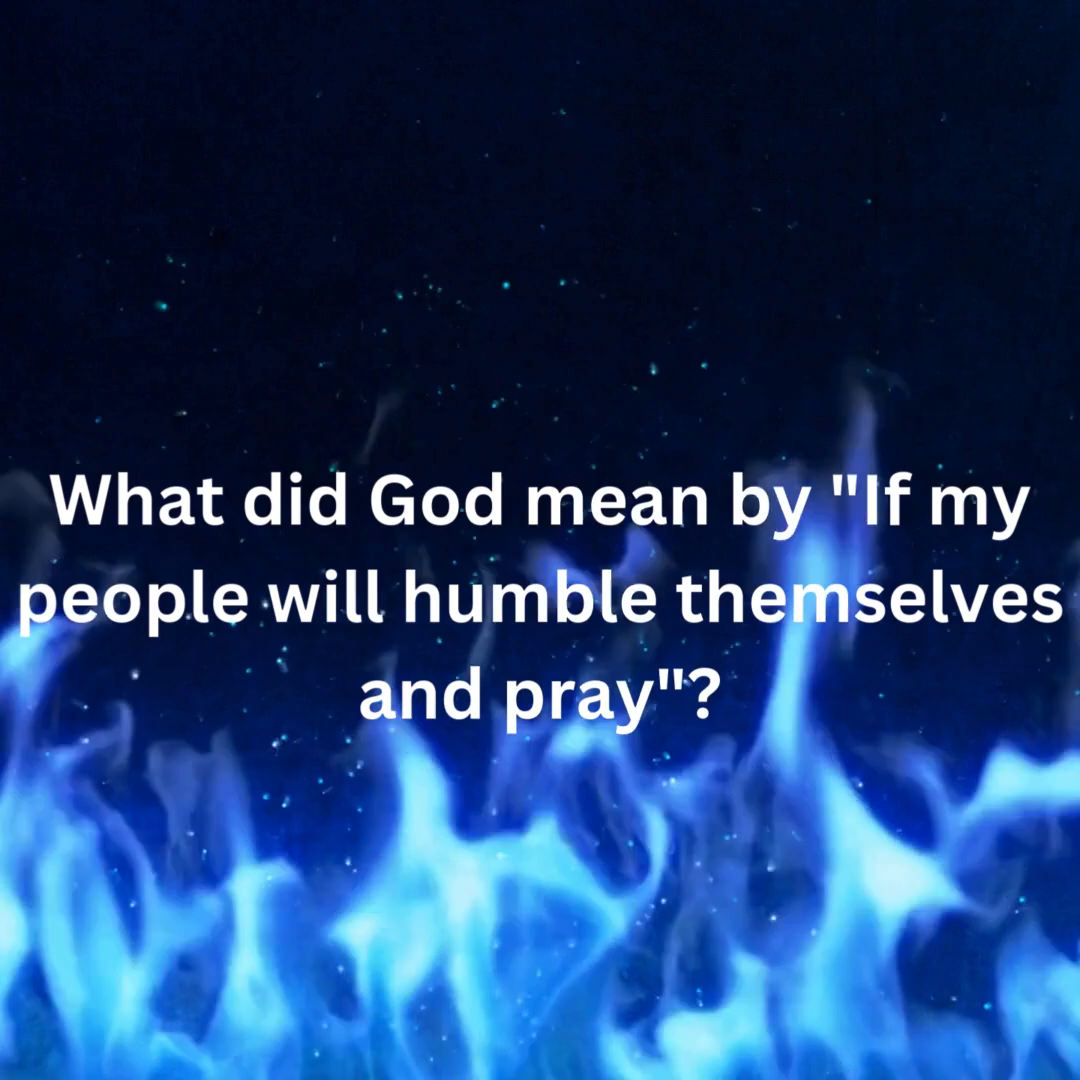 What did God mean by "If my
people will humble themselves
and pray"?